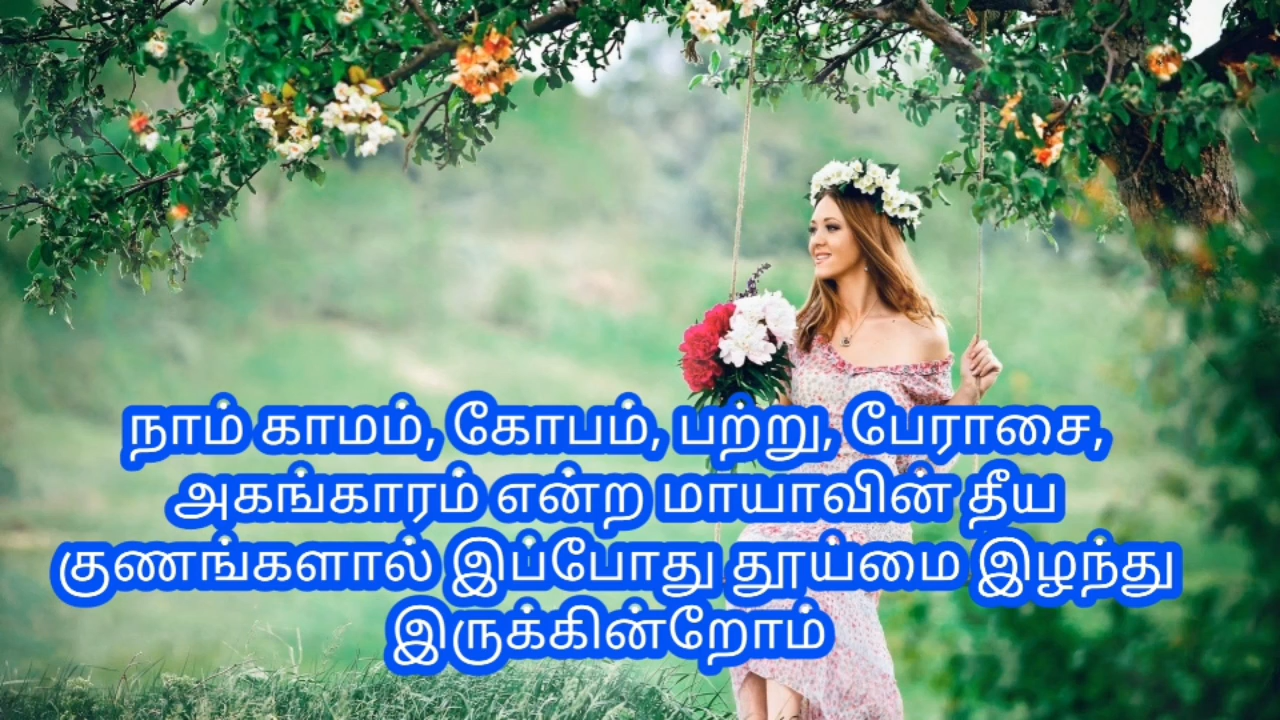 நாம் காமம், கோபம், பற்று, பேராசை,
அகங்காரம் என்ற மாயாவின் தீய
குணங்களால் இப்போது தூய்மை இழந்து
இருக்கின்றோம்